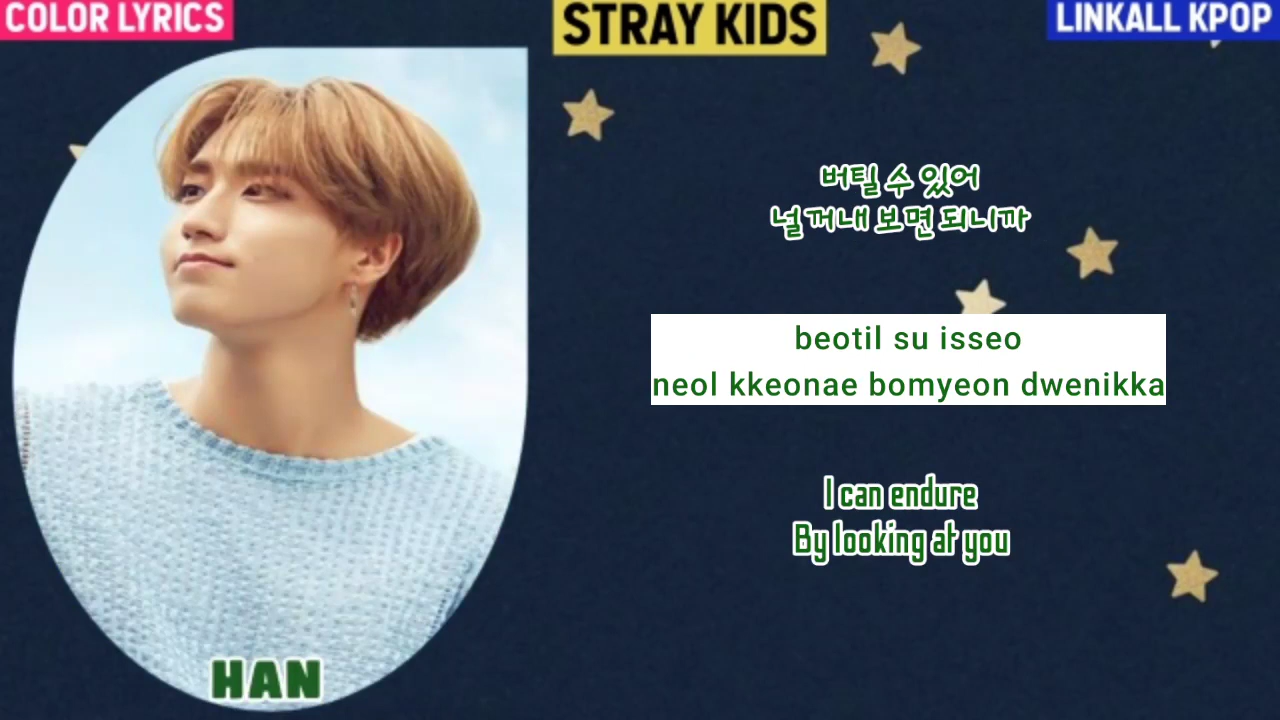 COLOR LYRICS
STRAY KIDS
LINKALL KPOP
버틸 수 있어
널 꺼내 보면 되니까
beotil su isseo
neol kkeonae bomyeon dwenikka
I can endure
By looking at you
HAN